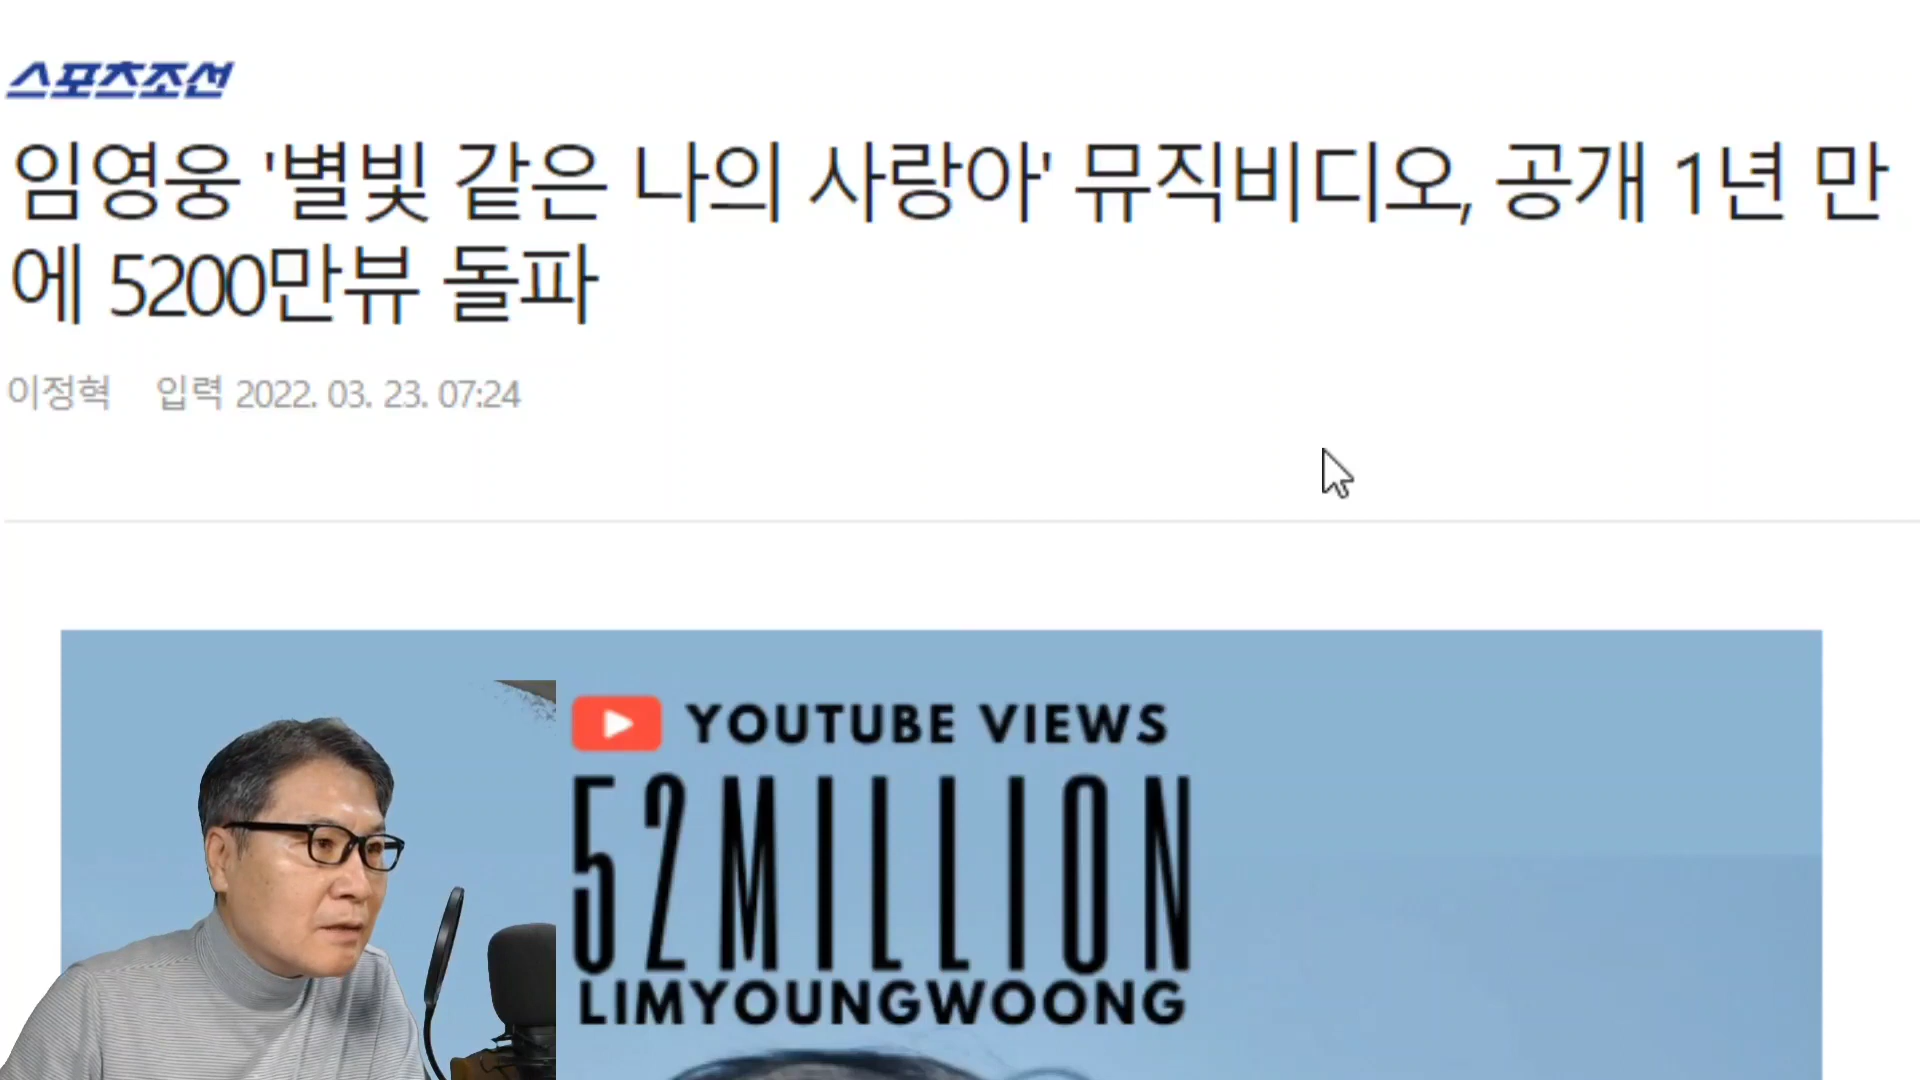 스포츠조선
임영웅 '별빛 같은 나의 사랑아' 뮤직비디오, 공개 1년 만
에 5200만뷰 돌파
이정혁 입력 2022. 03. 23. 07:24
YOUTUBE VIEWS
52MILLION
LIMYOUNGWOONG